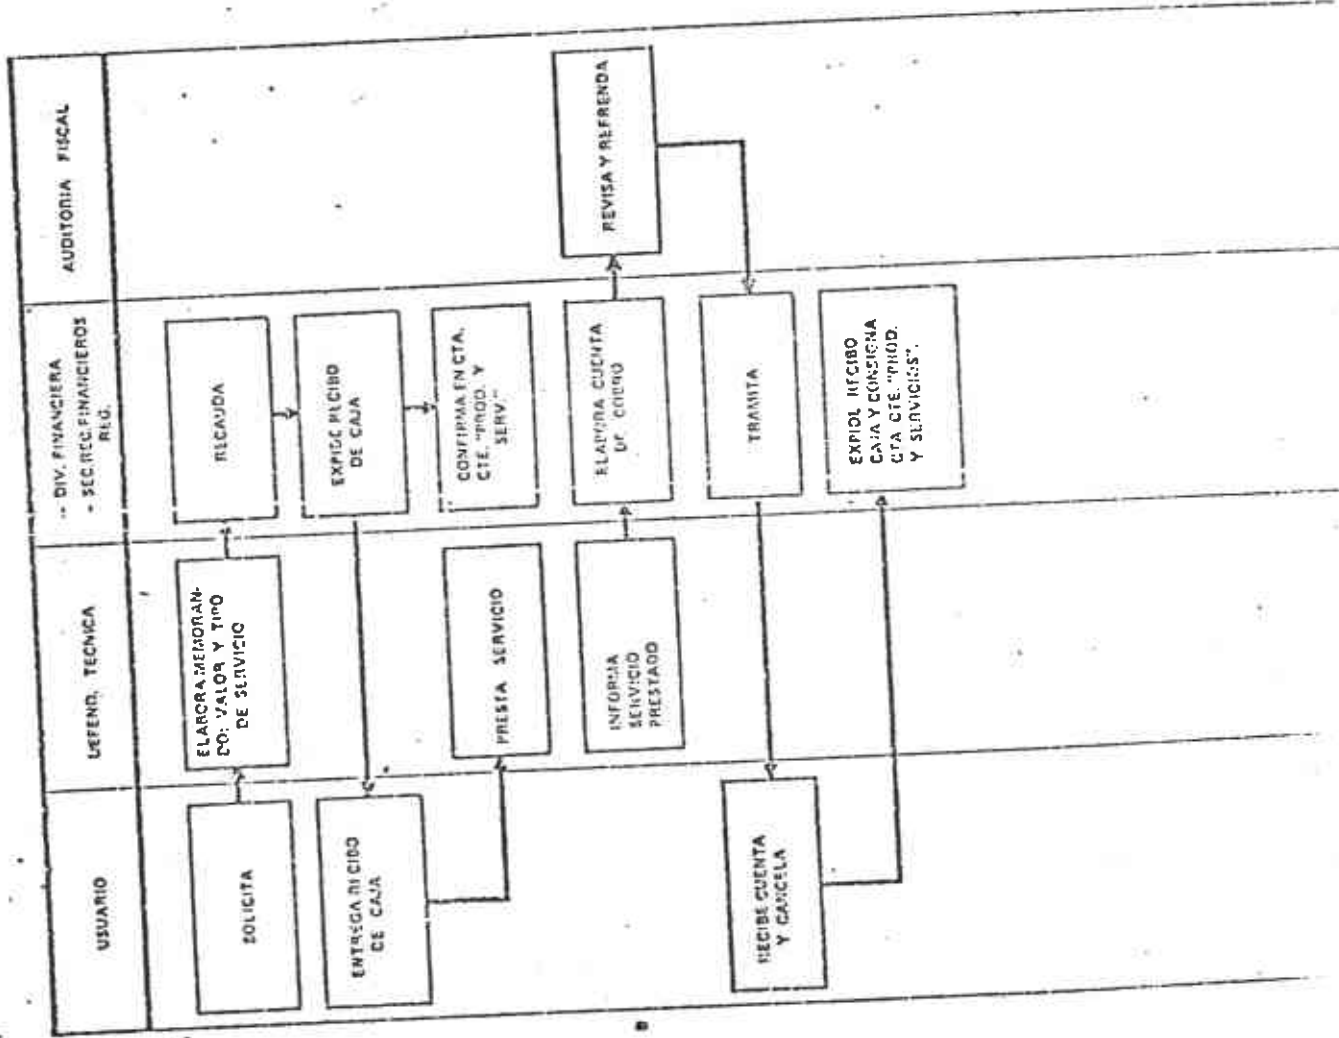 USUARIO
TECNICA
-- DIV. FINANCIERA
- SEC. REC. FINANCIEROS
REG.
AUDITORIA FISCAL
SOLICITA
ELABORA MEMORAN-
DO: VALOR Y TIPO
DE SERVICIO
RECAUDA
EXPIDE RECIBO
DE CAJA
ENTREGA RECIBO
DE CAJA
CONFIRMA EN CTA.
CTE. "PROD. Y
SERV."
PRESTA SERVICIO
INFORMA
SERVICIO
PRESTADO
ELABORA CUENTA
DE COBRO
REVISA Y REFRENDA
TRAMITA
RECIBE CUENTA
Y CANCELA
EXPIDE RECIBO
CAJA Y CONSIGNA
CTA CTE. "PROD.
Y SERVICIOS".